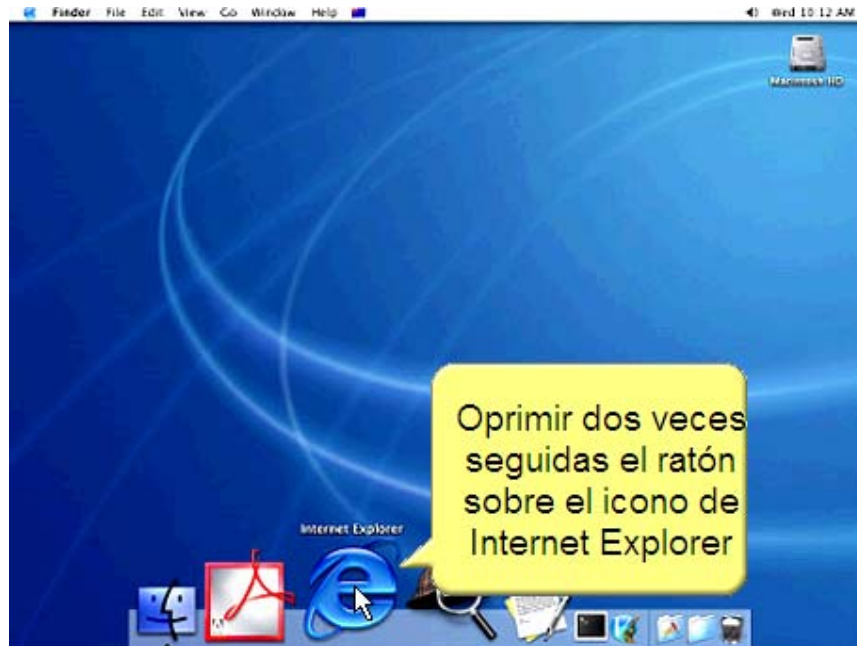 Finder File Edit View Go Window Help
Wed 10:12 AM
Macintosh HD
Oprimir dos veces
seguidas el ratón
sobre el icono de
Internet Explorer
Internet Explorer